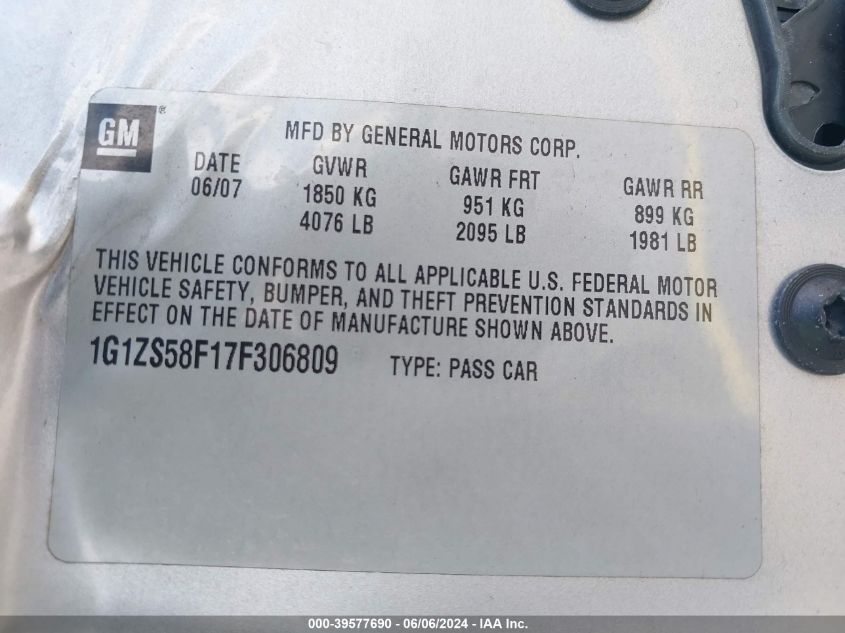 GM ®
MFD BY GENERAL MOTORS CORP.
DATE GVWR GAWR FRT GAWR RR
06/07 1850 KG 951 KG 899 KG
4076 LB 2095 LB 1981 LB
THIS VEHICLE CONFORMS TO ALL APPLICABLE U.S. FEDERAL MOTOR
VEHICLE SAFETY, BUMPER, AND THEFT PREVENTION STANDARDS IN
EFFECT ON THE DATE OF MANUFACTURE SHOWN ABOVE.
1G1ZS58F17F306809 TYPE: PASS CAR
000-39577690 - 06/06/2024 - IAA Inc.